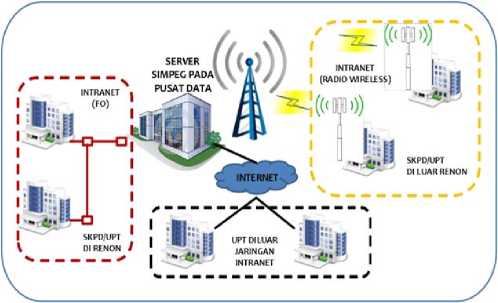 SERVER
SIMPEG PADA
PUSAT DATA
INTRANET
(FO)
SKPD/UPT
DI RENON
INTRANET
(RADIO WIRELESS)
SKPD/UPT
DI LUAR RENON
INTERNET
UPT DI LUAR
JARINGAN
INTRANET